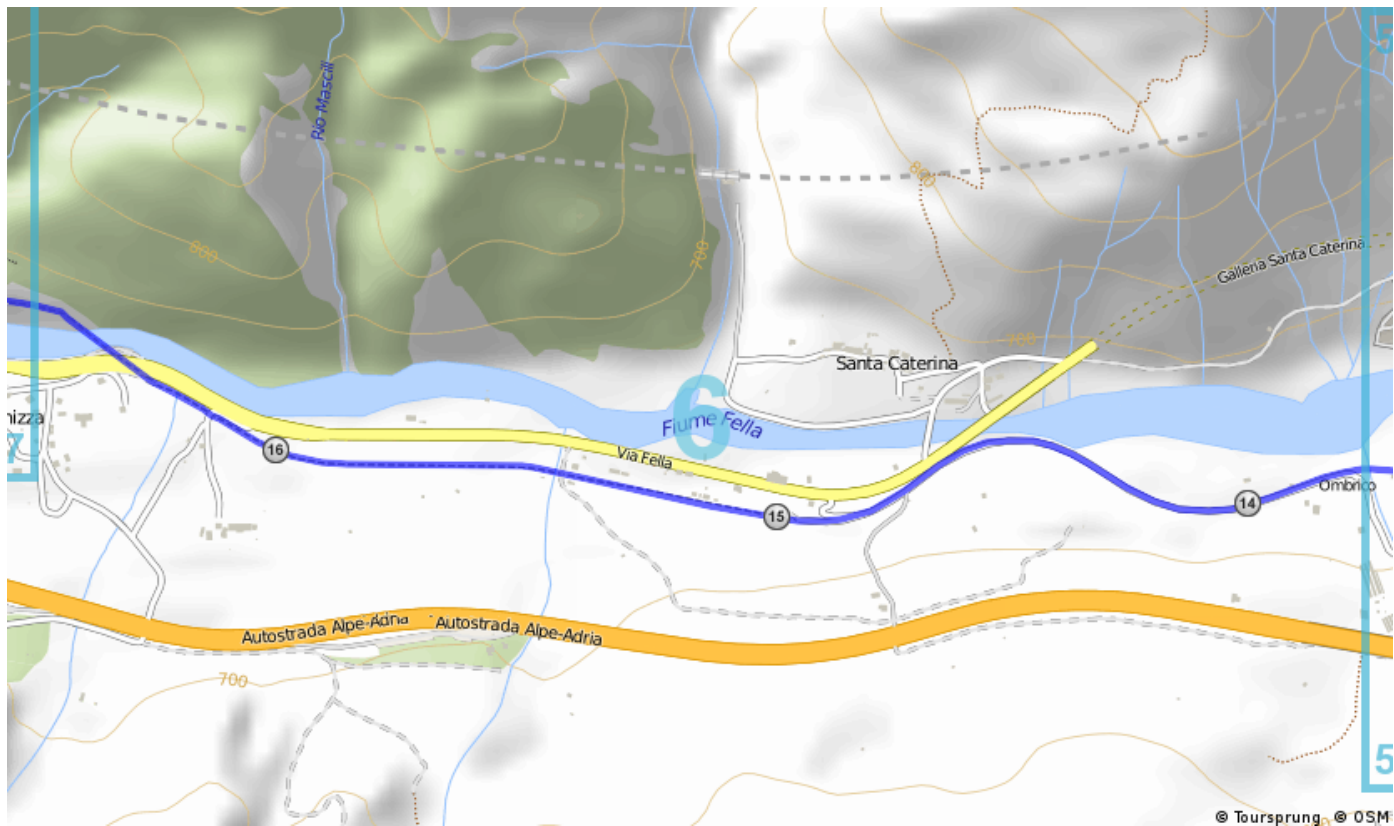 5
Rio Mascili
800
800
700
Galleria Santa Caterina
700
Santa Caterina
6
Fiume Fella
nizza
7
16
Via Fella
15
14
Ombrico
Autostrada Alpe-Adria
Autostrada Alpe-Adria
700
5
© Toursprung © OSM